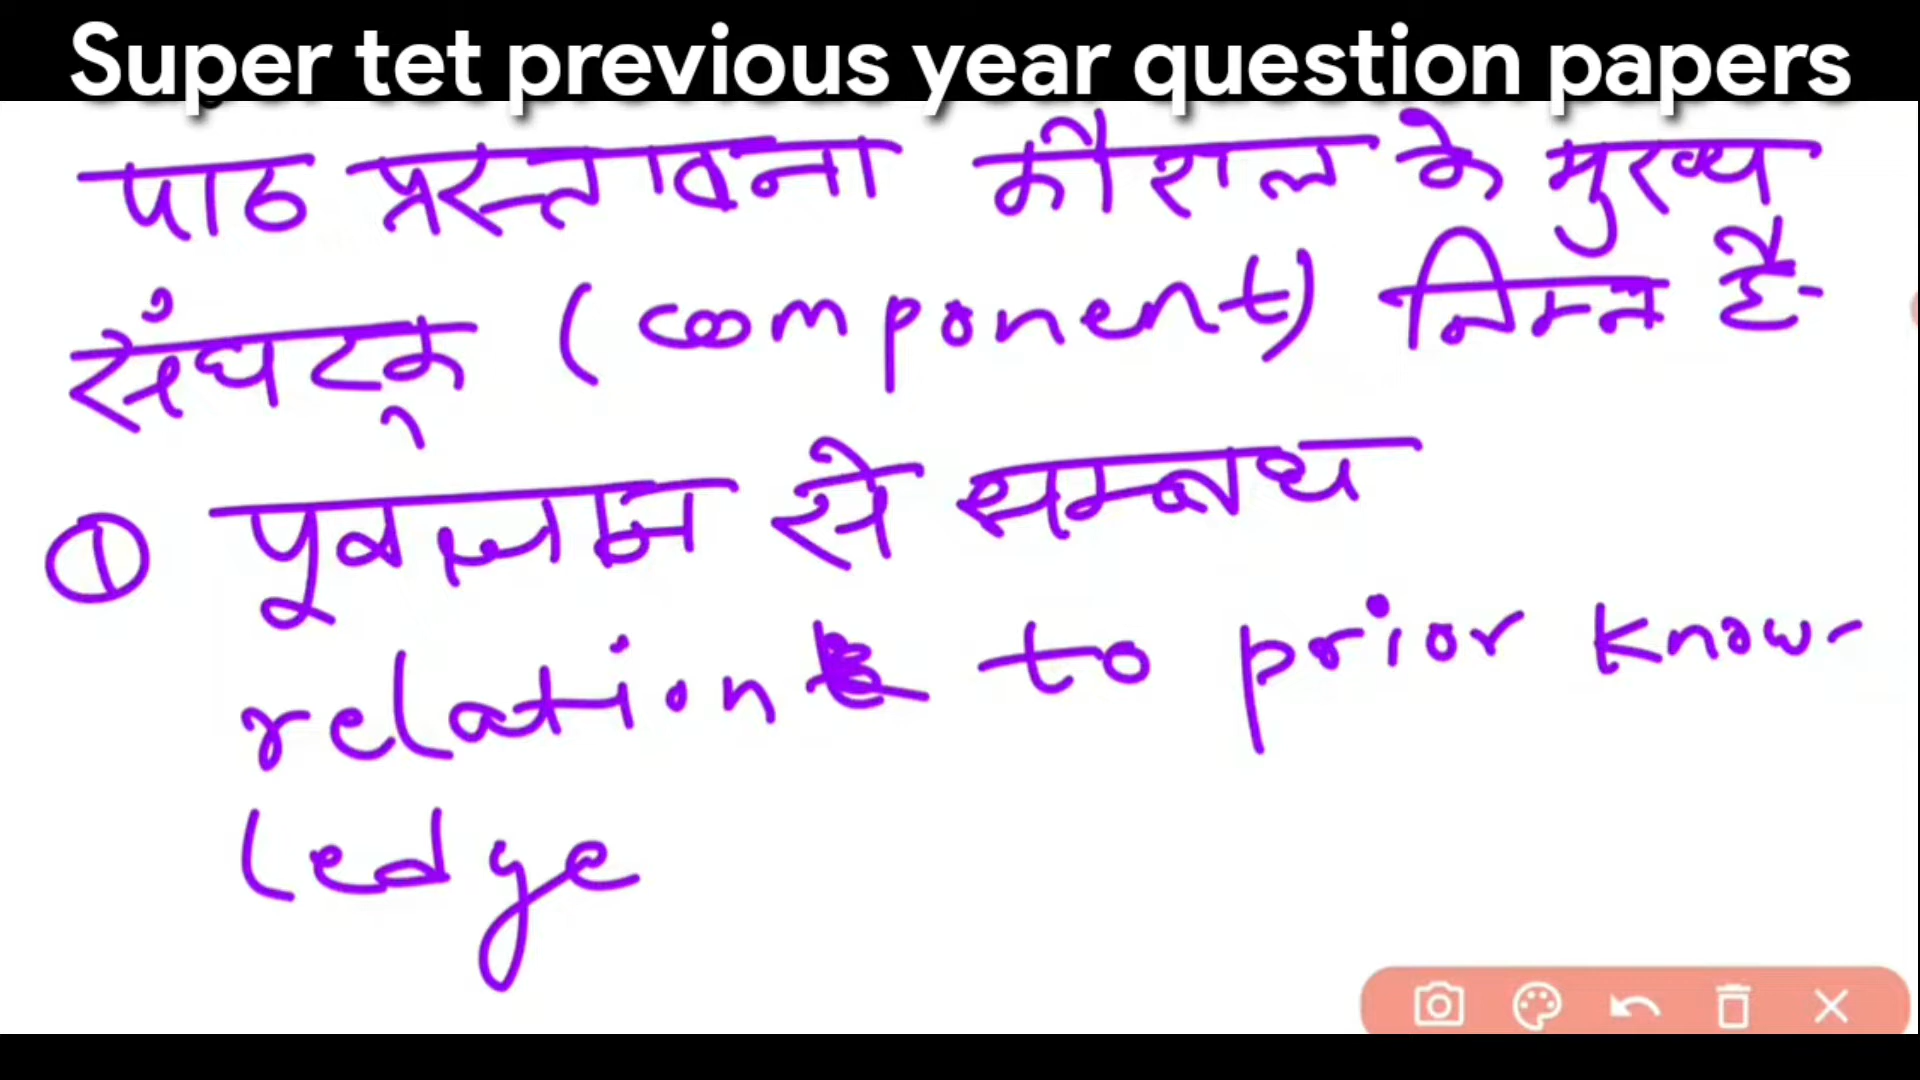 Super tet previous year question papers
पाठ प्रस्तावना कौशल के मुख्य
संघटक (component) निम्न है-
① पूर्वज्ञान से सम्बन्ध
relation to prior know-
ledge